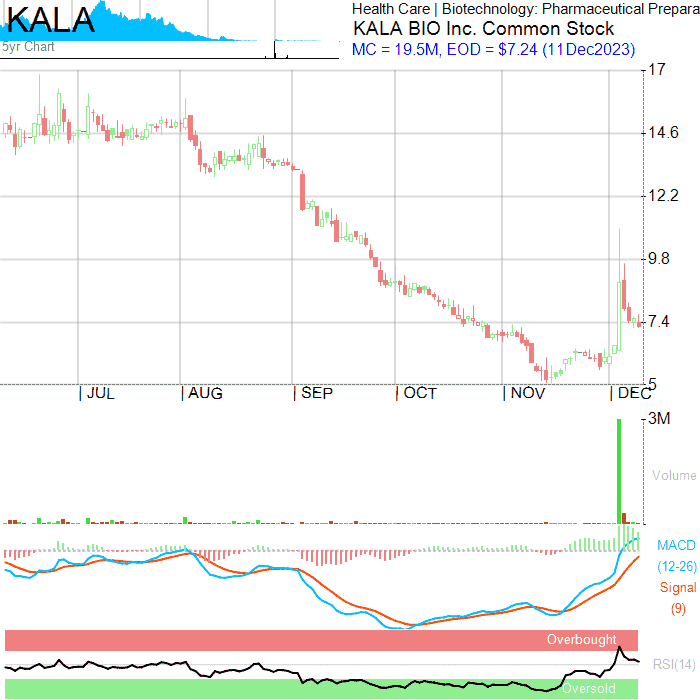 KALA
5yr Chart
Health Care | Biotechnology: Pharmaceutical Prepara
KALA BIO Inc. Common Stock
MC = 19.5M, EOD = $7.24 (11Dec2023)
17
14.6
12.2
9.8
7.4
5
| JUL | AUG | SEP | OCT | NOV | DEC
3M
Volume
MACD
(12-26)
Signal
(9)
Overbought
RSI(14)
Oversold